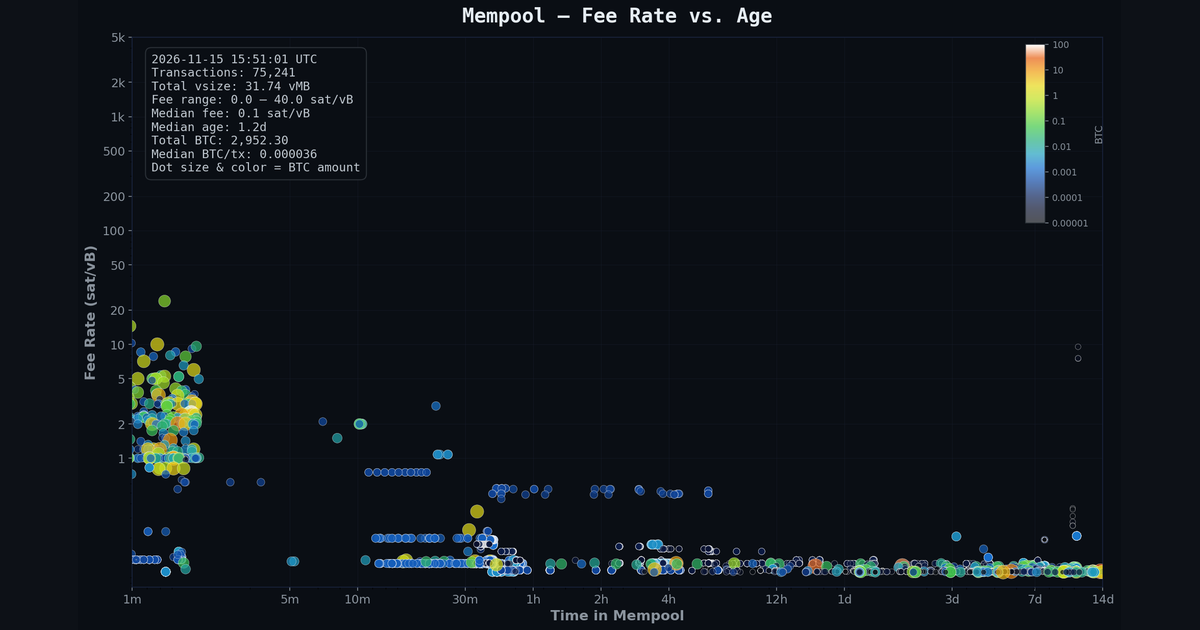 Mempool — Fee Rate vs. Age
2026-11-15 15:51:01 UTC
Transactions: 75,241
Total vsize: 31.74 vMB
Fee range: 0.0 — 40.0 sat/vB
Median fee: 0.1 sat/vB
Median age: 1.2d
Total BTC: 2,952.30
Median BTC/tx: 0.000036
Dot size & color = BTC amount
100
10
1
0.1
0.01
0.001
0.0001
0.00001
BTC
Fee Rate (sat/vB)
5k
2k
1k
500
200
100
50
20
10
5
2
1
1m 5m 10m 30m 1h 2h 4h 12h 1d 3d 7d 14d
Time in Mempool